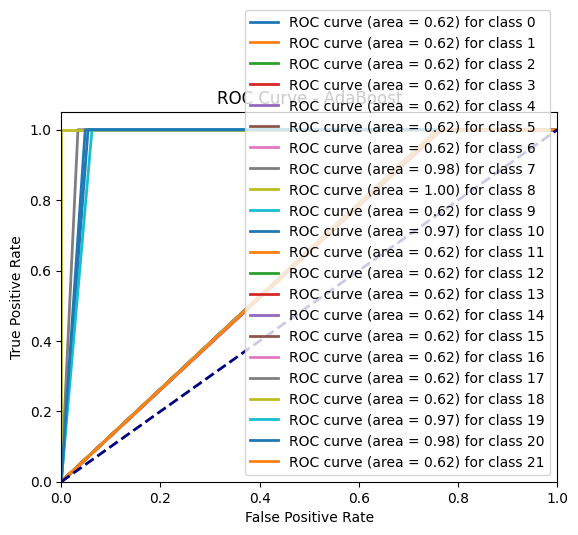 ROC curve (area = 0.62) for class 0
ROC curve (area = 0.62) for class 1
ROC curve (area = 0.62) for class 2
ROC curve (area = 0.62) for class 3
ROC curve (area = 0.62) for class 4
ROC curve (area = 0.62) for class 5
ROC curve (area = 0.62) for class 6
ROC curve (area = 0.98) for class 7
ROC curve (area = 1.00) for class 8
ROC curve (area = 0.62) for class 9
ROC curve (area = 0.97) for class 10
ROC curve (area = 0.62) for class 11
ROC curve (area = 0.62) for class 12
ROC curve (area = 0.62) for class 13
ROC curve (area = 0.62) for class 14
ROC curve (area = 0.62) for class 15
ROC curve (area = 0.62) for class 16
ROC curve (area = 0.62) for class 17
ROC curve (area = 0.62) for class 18
ROC curve (area = 0.97) for class 19
ROC curve (area = 0.98) for class 20
ROC curve (area = 0.62) for class 21
ROC Curve - AdaBoost
True Positive Rate
1.0
0.8
0.6
0.4
0.2
0.0
0.0 0.2 0.4 0.6 0.8 1.0
False Positive Rate